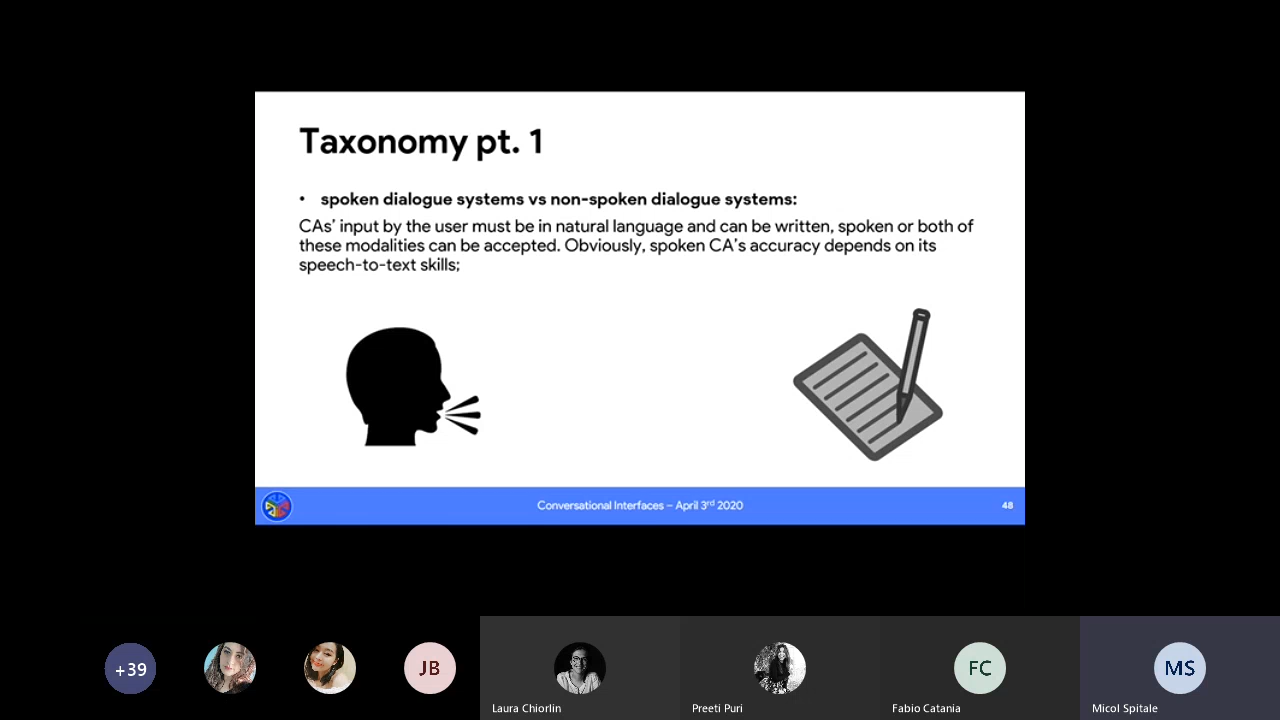 Taxonomy pt. 1
• spoken dialogue systems vs non-spoken dialogue systems:
CAs' input by the user must be in natural language and can be written, spoken or both of
these modalities can be accepted. Obviously, spoken CA's accuracy depends on its
speech-to-text skills;
Conversational Interfaces – April 3rd 2020
48
+39
JB
FC
MS
Laura Chiorlin
Preeti Puri
Fabio Catania
Micol Spitale